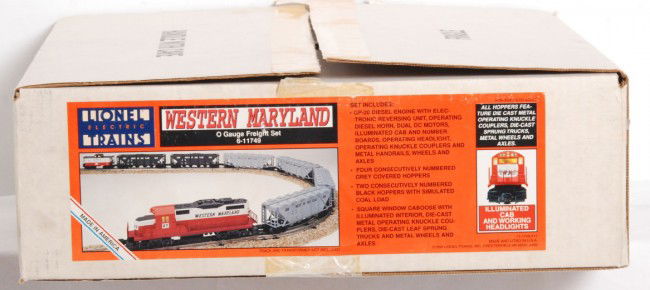 LIONEL
ELECTRIC
TRAINS
WESTERN MARYLAND
O Gauge Freight Set
6-11749
SET INCLUDES:
• GP-20 DIESEL ENGINE WITH ELEC-
TRONIC REVERSING UNIT, OPERATING
DIESEL HORN, DUAL DC MOTORS,
ILLUMINATED CAB AND NUMBER
BOARDS, OPERATING HEADLIGHT,
OPERATING KNUCKLE COUPLERS AND
METAL HANDRAILS, WHEELS AND
AXLES
• FOUR CONSECUTIVELY NUMBERED
GREY COVERED HOPPERS
• TWO CONSECUTIVELY NUMBERED
BLACK HOPPERS WITH SIMULATED
COAL LOAD
• SQUARE WINDOW CABOOSE WITH
ILLUMINATED INTERIOR, DIE-CAST
METAL OPERATING KNUCKLE COU-
PLERS, DIE-CAST LEAF SPRUNG
TRUCKS AND METAL WHEELS AND
AXLES
ALL HOPPERS FEA-
TURE DIE CAST METAL
OPERATING KNUCKLE
COUPLERS, DIE-CAST
SPRUNG TRUCKS,
METAL WHEELS AND
AXLES.
ILLUMINATED
CAB
AND WORKING
HEADLIGHTS
WESTERN MARYLAND
MADE IN AMERICA